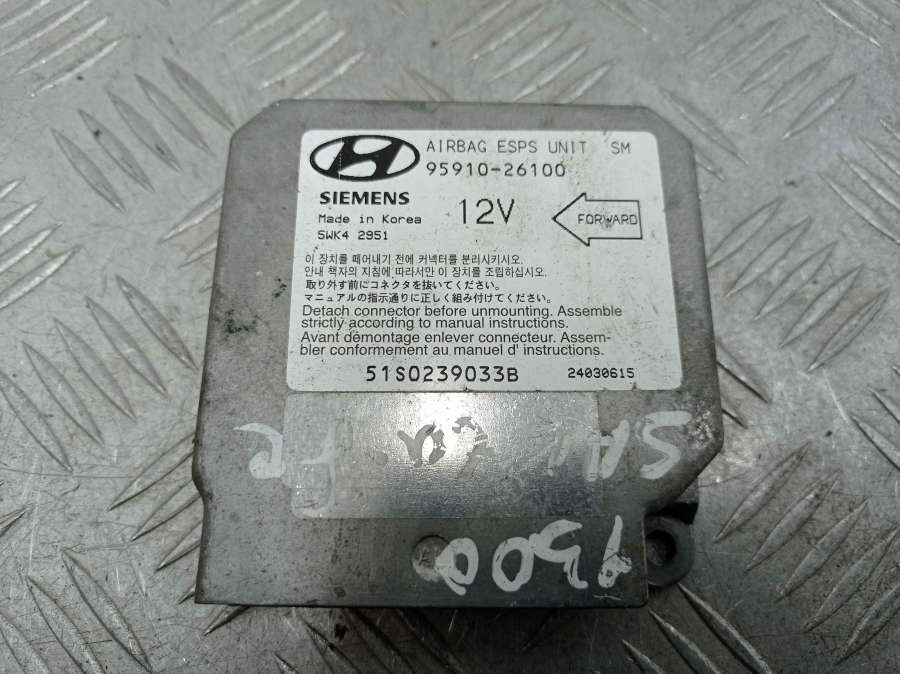 AIRBAG ESPS UNIT SM
95910-26100
SIEMENS
12V
Made in Korea
5WK4 2951
FORWARD
이 장치를 떼어내기 전에 커넥터를 분리시키시오.
안내 책자의 지침에 따라서만 이 장치를 조립하십시오.
取り外す前にコネクタを抜いてください。
マニュアルの指示通りに正しく組み付けてください。
Detach connector before unmounting. Assemble
strictly according to manual instructions.
Avant démontage enlever connecteur. Assem-
bler conformement au manuel d' instructions.
51S0239033B
24030615
SAN
FE